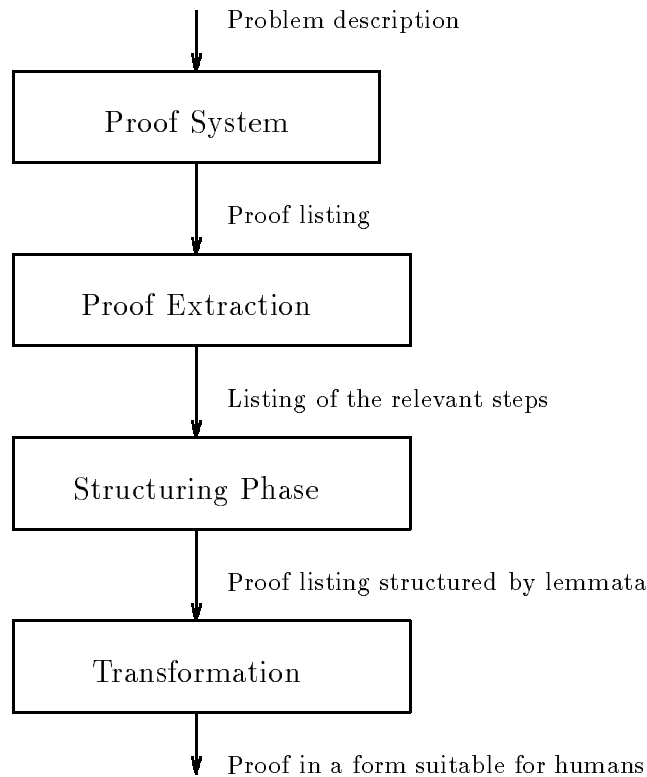 Problem description
Proof System
Proof listing
Proof Extraction
Listing of the relevant steps
Structuring Phase
Proof listing structured by lemmata
Transformation
Proof in a form suitable for humans